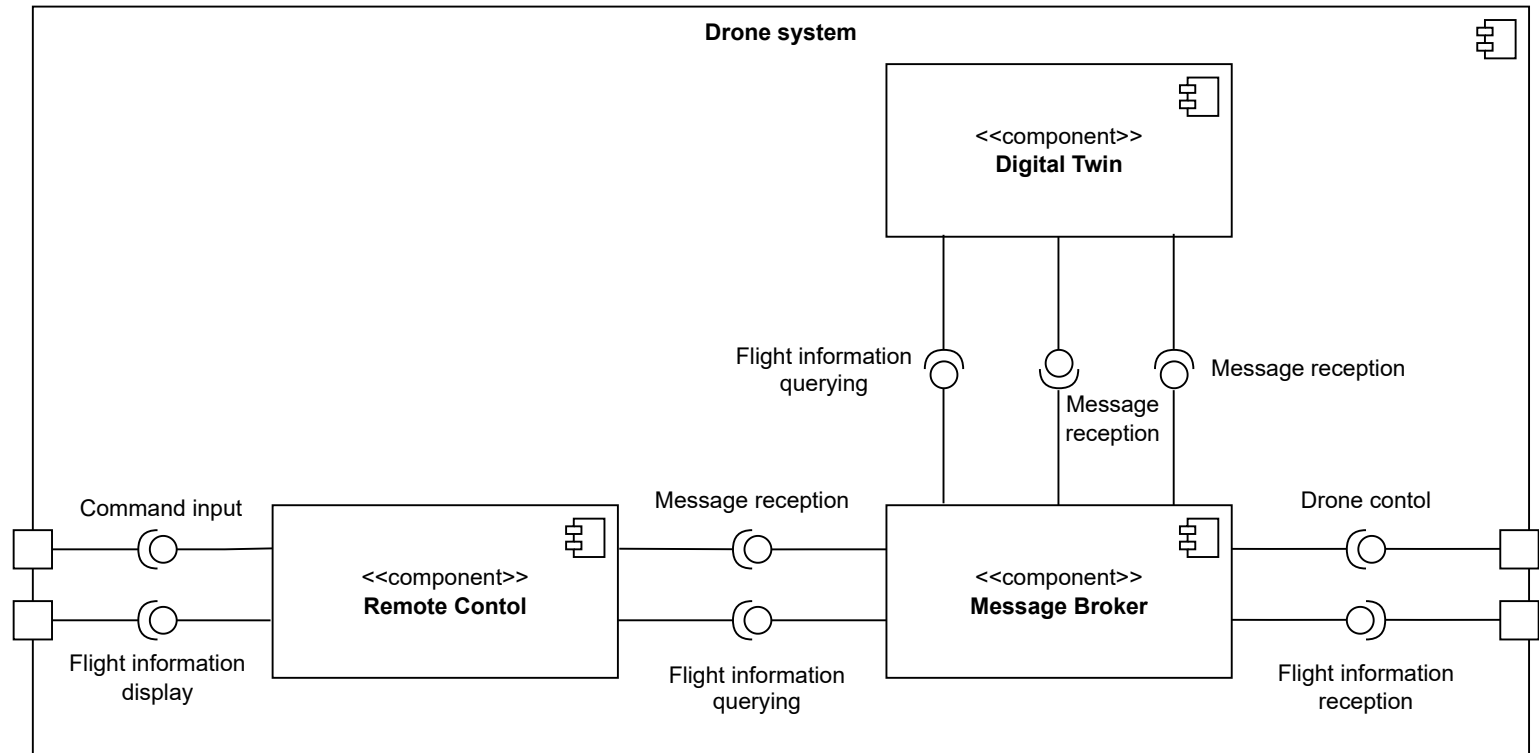 Drone system
<<component>>
Digital Twin
Flight information
querying
Message
reception
Message reception
Command input
Message reception
Drone contol
<<component>>
Remote Contol
<<component>>
Message Broker
Flight information
display
Flight information
querying
Flight information
reception